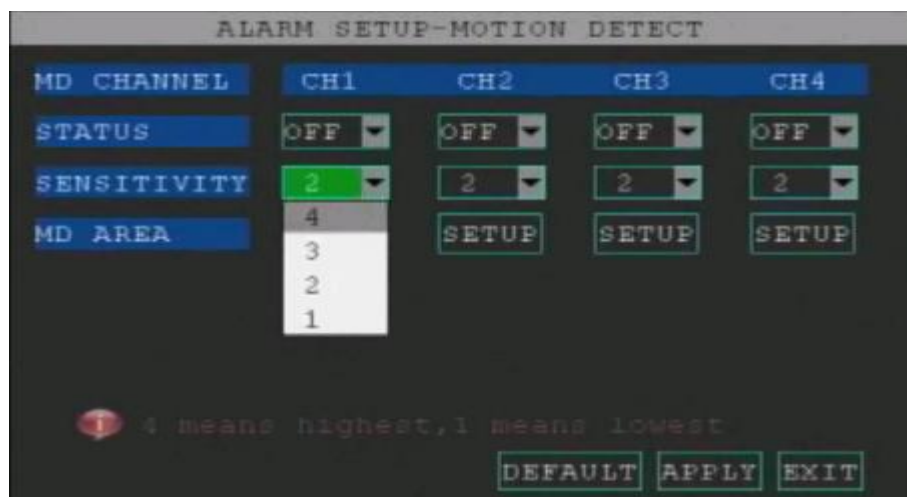 ALARM SETUP-MOTION DETECT
MD CHANNEL CH1 CH2 CH3 CH4
STATUS OFF OFF OFF OFF
SENSITIVITY 2 2 2 2
4
MD AREA SETUP SETUP SETUP
3
2
1
4 means highest,1 means lowest
DEFAULT APPLY EXIT